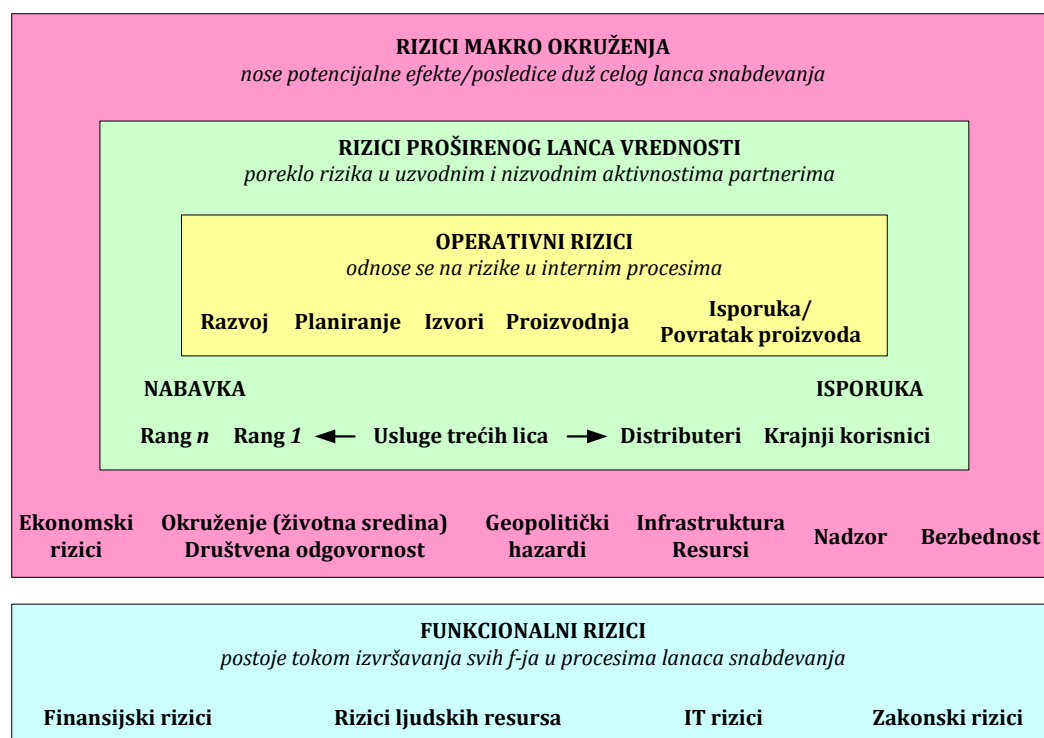 RIZICI MAKRO OKRUŽENJA
nose potencijalne efekte/posledice duž celog lanca snabdevanja
RIZICI PROŠIRENOG LANCA VREDNOSTI
poreklo rizika u uzvodnim i nizvodnim aktivnostima partnerima
OPERATIVNI RIZICI
odnose se na rizike u internim procesima
Razvoj Planiranje Izvori Proizvodnja Isporuka/
Povratak proizvoda
NABAVKA ISPORUKA
Rang n Rang 1 Usluge trećih lica Distributeri Krajnji korisnici
Ekonomski
rizici
Okruženje (životna sredina)
Društvena odgovornost
Geopolitički
hazardi
Infrastruktura
Resursi
Nadzor
Bezbednost
FUNKCIONALNI RIZICI
postoje tokom izvršavanja svih f-ja u procesima lanaca snabdevanja
Finansijski rizici Rizici ljudskih resursa IT rizici Zakonski rizici